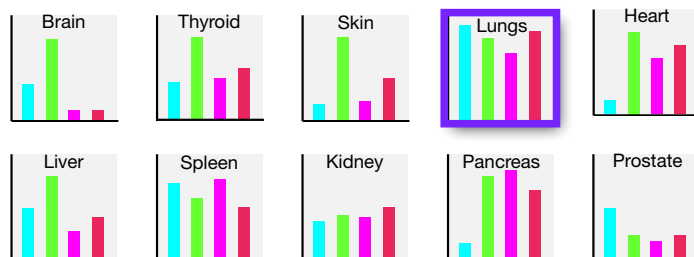 Brain
Thyroid
Skin
Lungs
Heart
Liver
Spleen
Kidney
Pancreas
Prostate